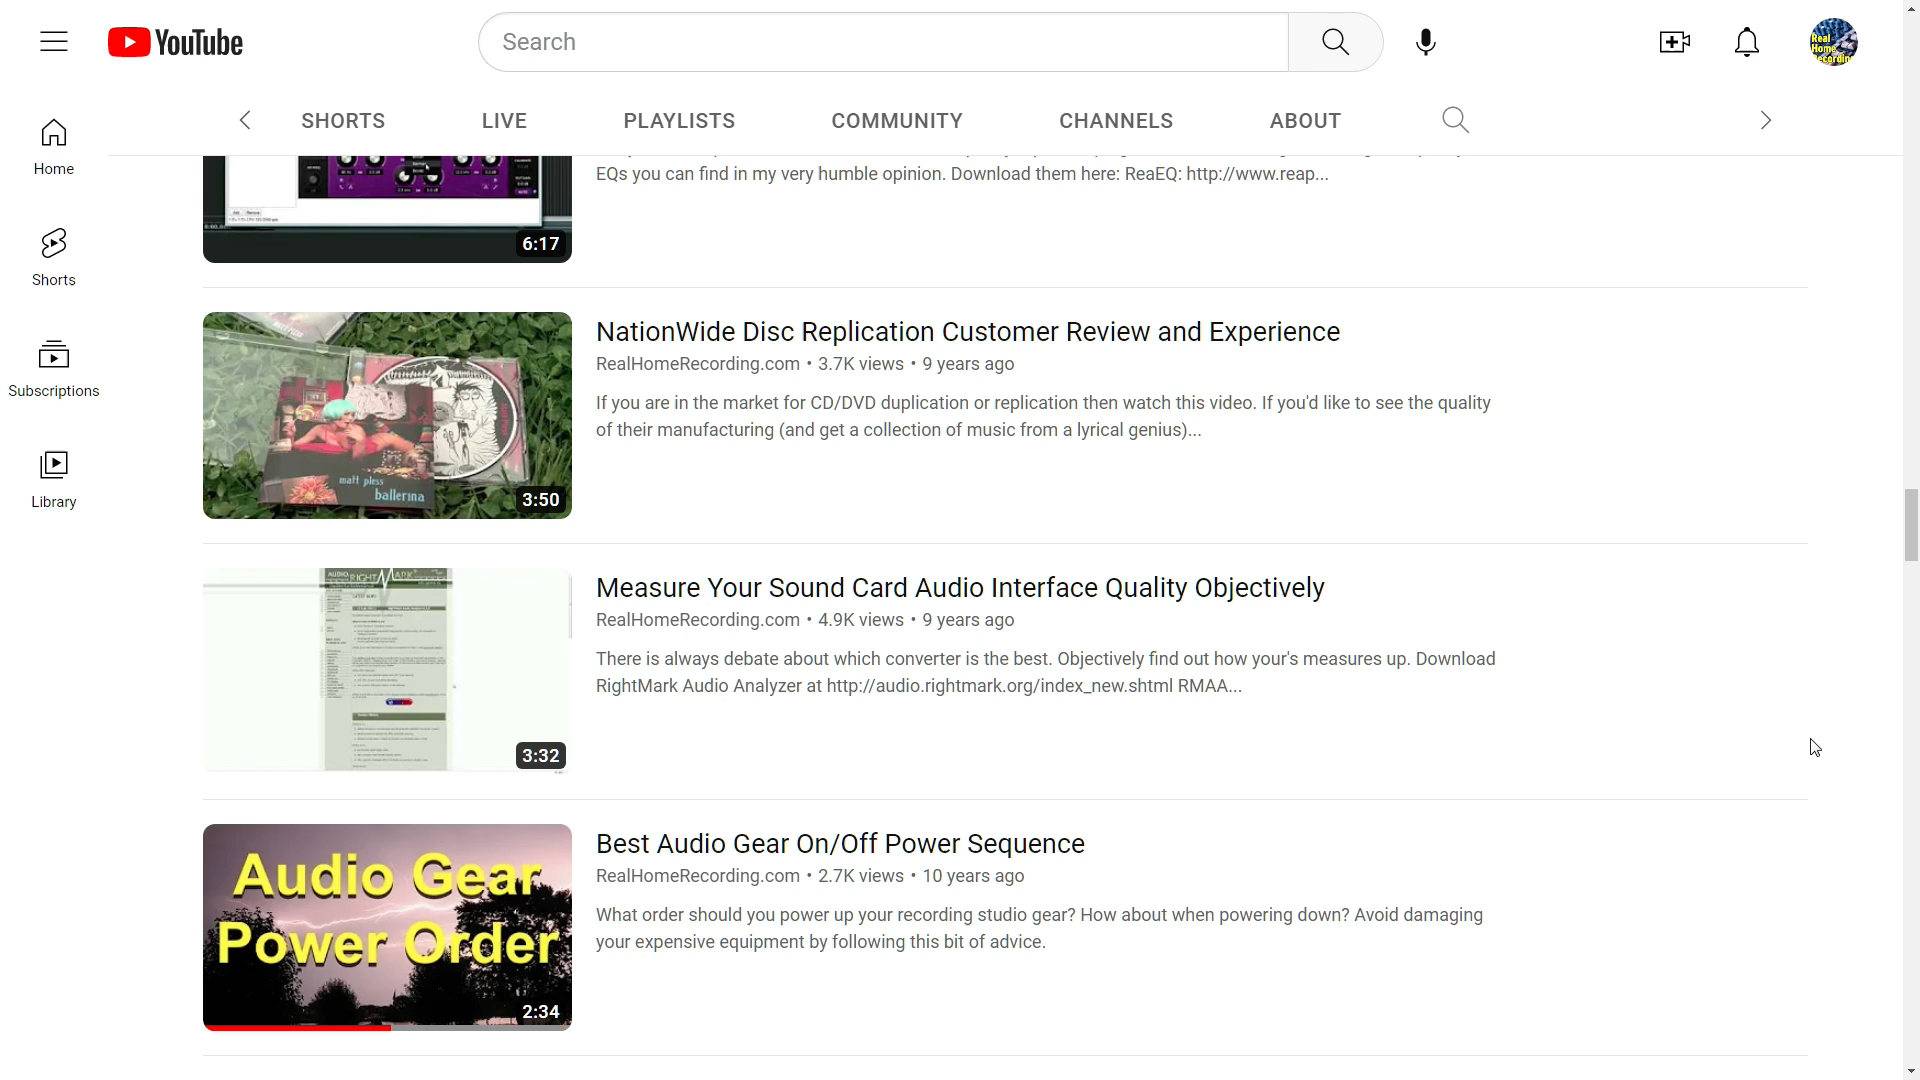 YouTube
Search
Real
Home
Recording
SHORTS
LIVE
PLAYLISTS
COMMUNITY
CHANNELS
ABOUT
Home
Shorts
Subscriptions
Library
EQs you can find in my very humble opinion. Download them here: ReaEQ: http://www.reap...
6:17
NationWide Disc Replication Customer Review and Experience
RealHomeRecording.com • 3.7K views • 9 years ago
If you are in the market for CD/DVD duplication or replication then watch this video. If you'd like to see the quality
of their manufacturing (and get a collection of music from a lyrical genius)...
matt pless
ballerina
3:50
Measure Your Sound Card Audio Interface Quality Objectively
RealHomeRecording.com • 4.9K views • 9 years ago
There is always debate about which converter is the best. Objectively find out how your's measures up. Download
RightMark Audio Analyzer at http://audio.rightmark.org/index_new.shtml RMAA...
AUDIO RIGHTMARK
3:32
Best Audio Gear On/Off Power Sequence
RealHomeRecording.com • 2.7K views • 10 years ago
What order should you power up your recording studio gear? How about when powering down? Avoid damaging
your expensive equipment by following this bit of advice.
Audio Gear
Power Order
2:34